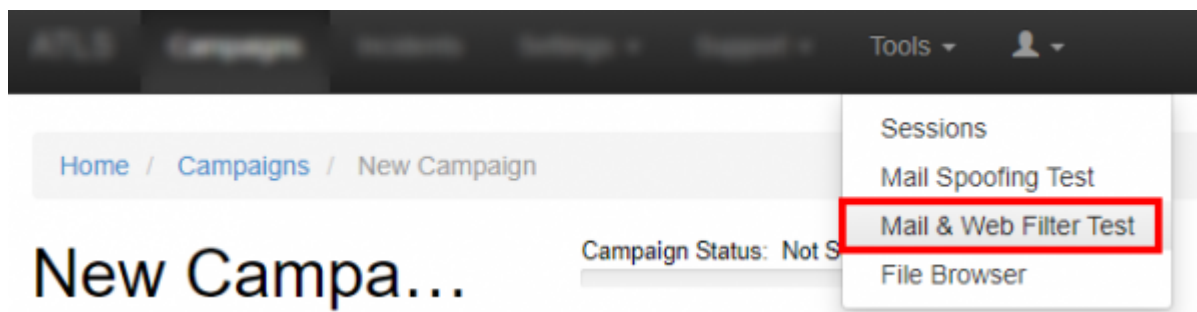 Tools
Sessions
Home / Campaigns / New Campaign
Mail Spoofing Test
Mail & Web Filter Test
New Campa...
Campaign Status: Not S
File Browser